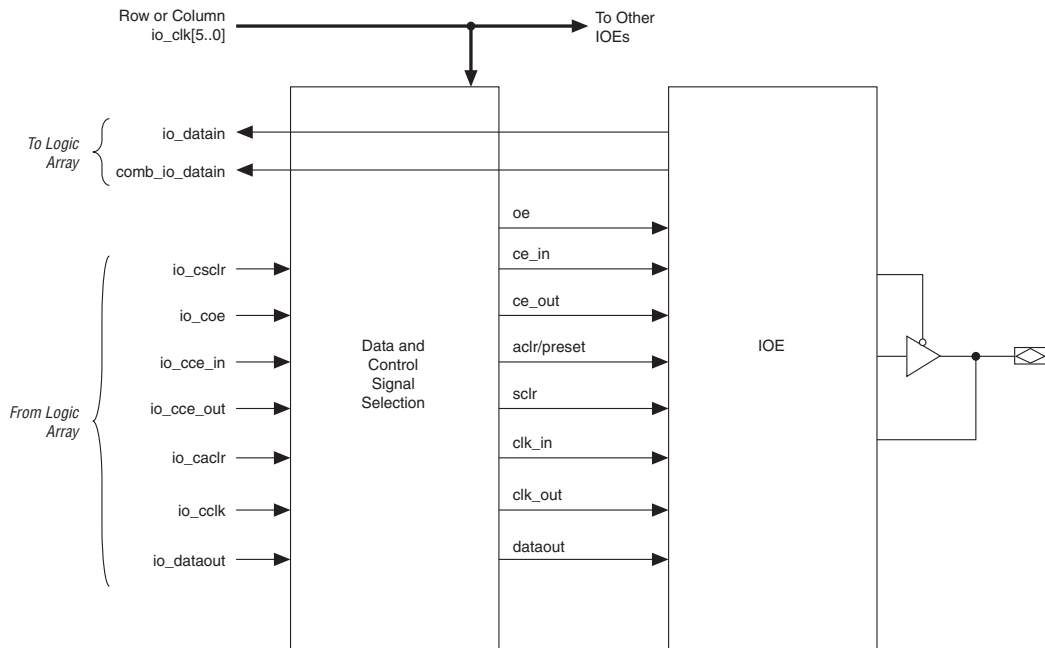 Row or Column
io_clk[5..0]
To Other
IOEs
To Logic
Array
io_datain
comb_io_datain
oe
From Logic
Array
io_csclr
io_coe
io_cce_in
io_cce_out
io_caclr
io_cclk
io_dataout
Data and
Control
Signal
Selection
ce_in
ce_out
aclr/preset
sclr
clk_in
clk_out
dataout
IOE